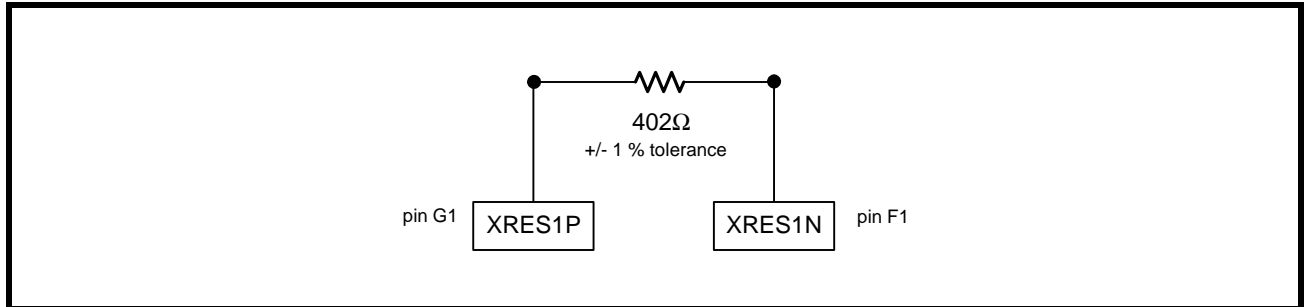 402Ω
+/- 1 % tolerance
pin G1 XRES1P XRES1N pin F1